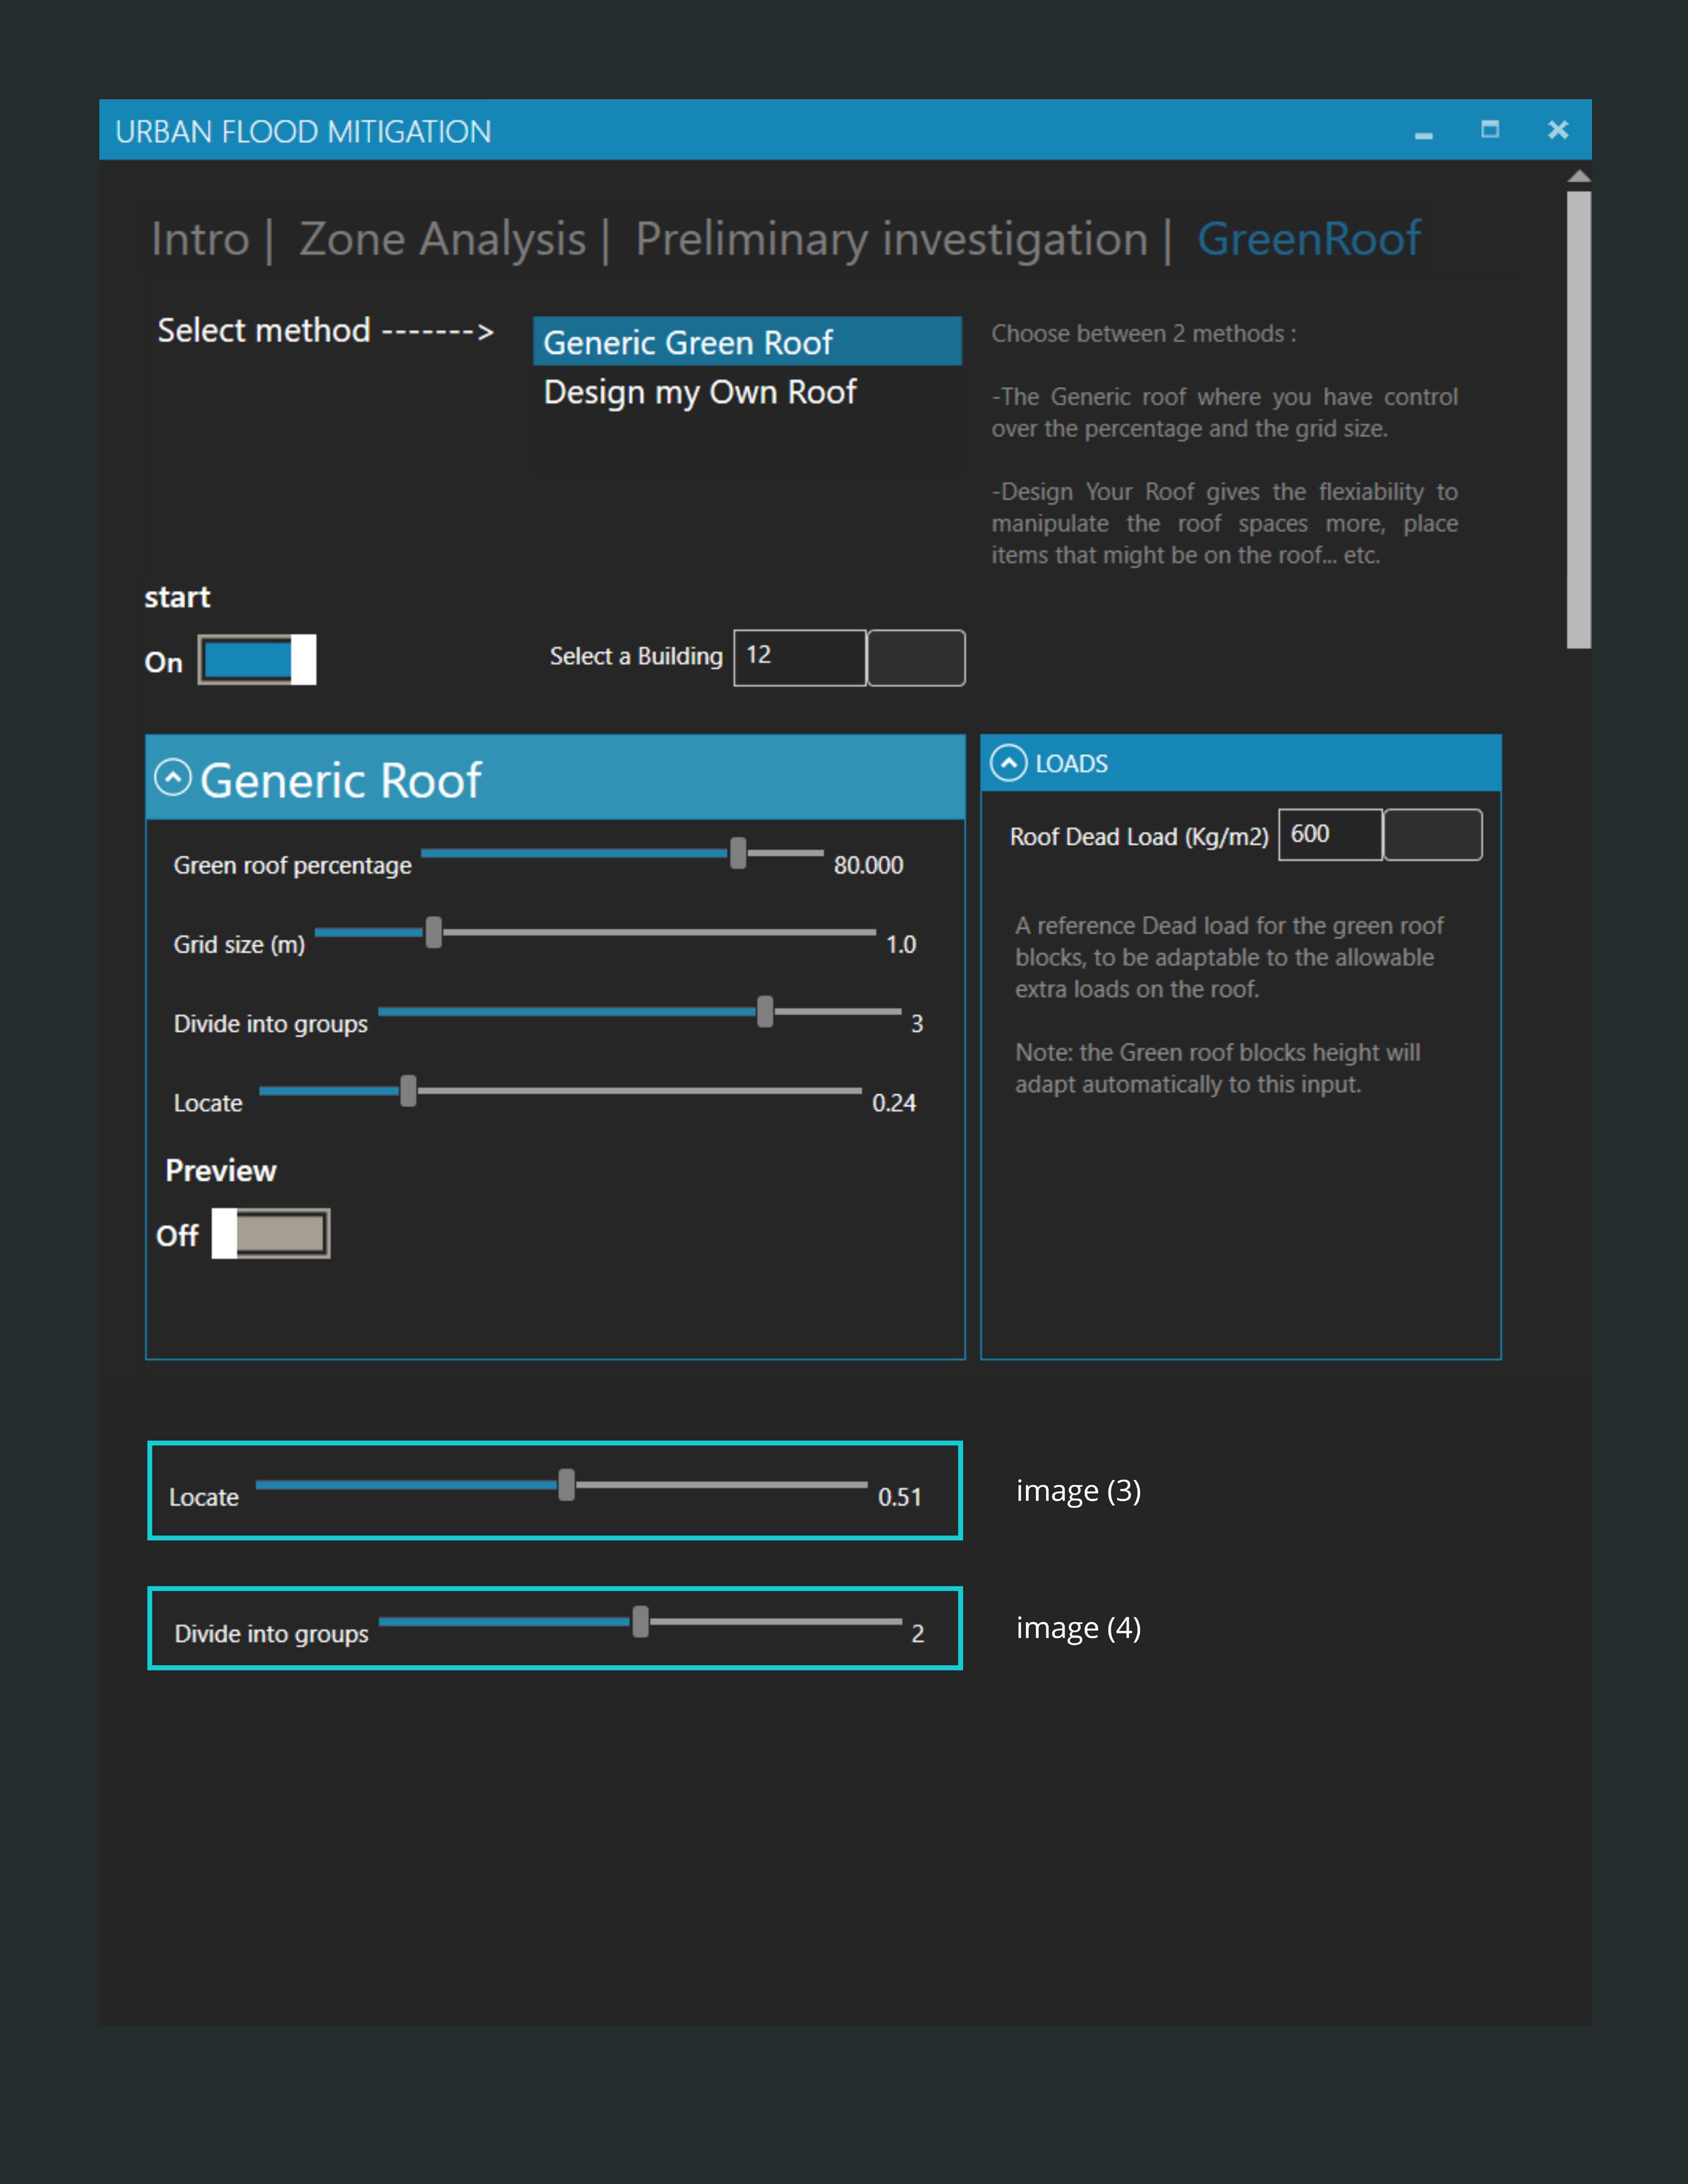 URBAN FLOOD MITIGATION
Intro | Zone Analysis | Preliminary investigation | GreenRoof
Select method ------->
Generic Green Roof
Design my Own Roof
Choose between 2 methods :
-The Generic roof where you have control
over the percentage and the grid size.
-Design Your Roof gives the flexiability to
manipulate the roof spaces more, place
items that might be on the roof... etc.
start
On
Select a Building 12
Generic Roof
Green roof percentage 80.000
Grid size (m) 1.0
Divide into groups 3
Locate 0.24
Preview
Off
LOADS
Roof Dead Load (Kg/m2) 600
A reference Dead load for the green roof
blocks, to be adaptable to the allowable
extra loads on the roof.
Note: the Green roof blocks height will
adapt automatically to this input.
Locate 0.51 image (3)
Divide into groups 2 image (4)